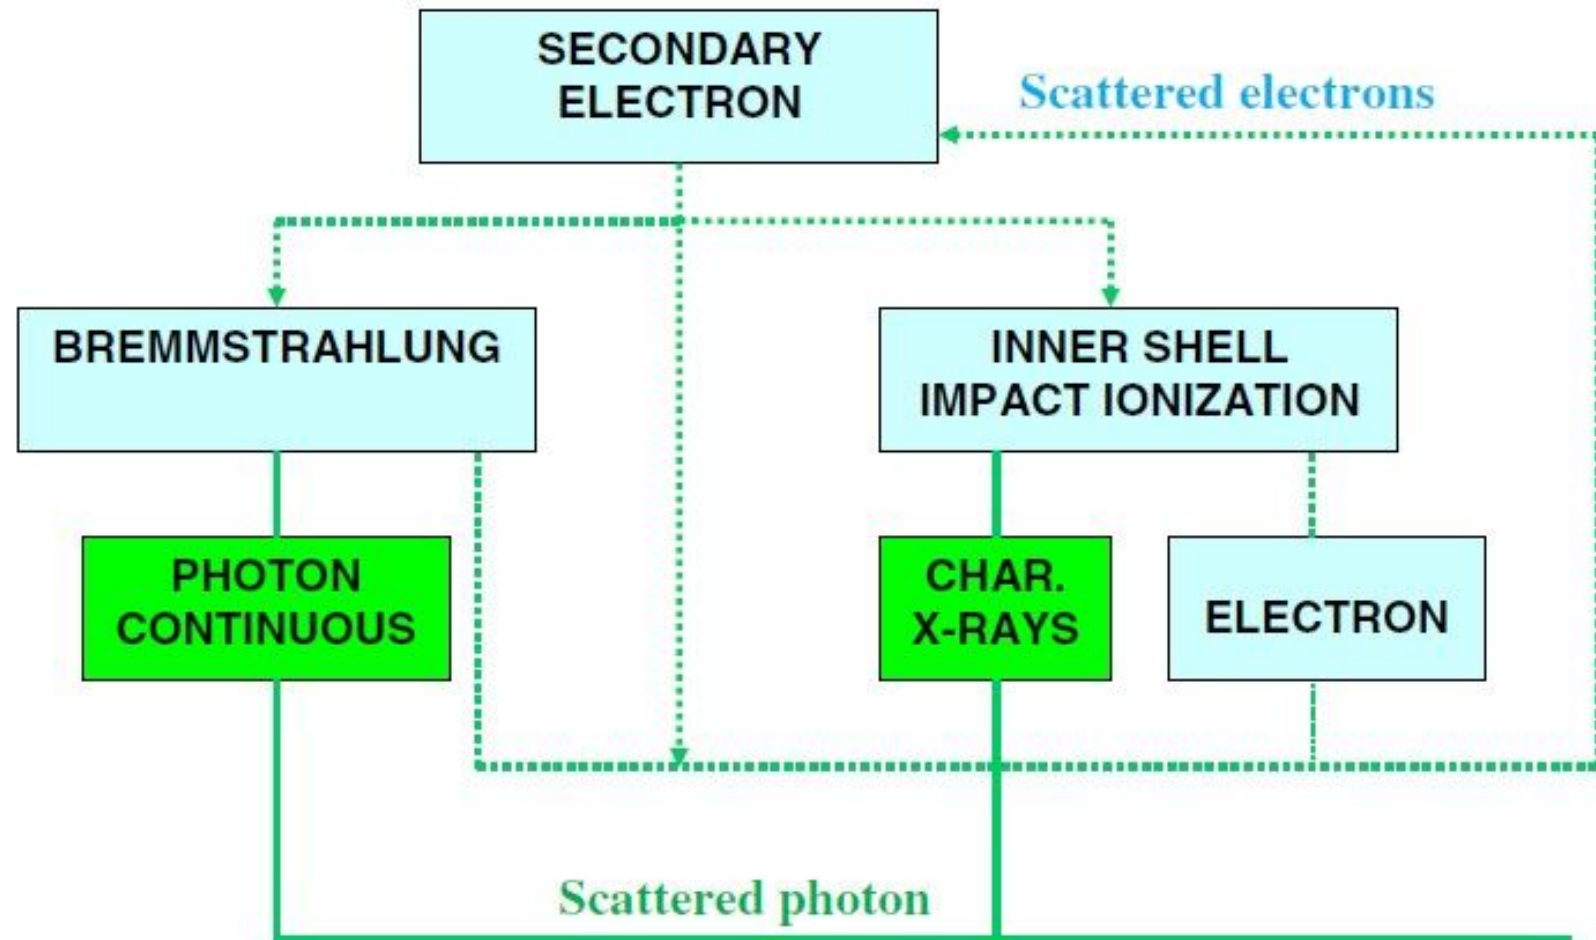 SECONDARY
ELECTRON
Scattered electrons
BREMMSTRAHLUNG
INNER SHELL
IMPACT IONIZATION
PHOTON
CONTINUOUS
CHAR.
X-RAYS
ELECTRON
Scattered photon